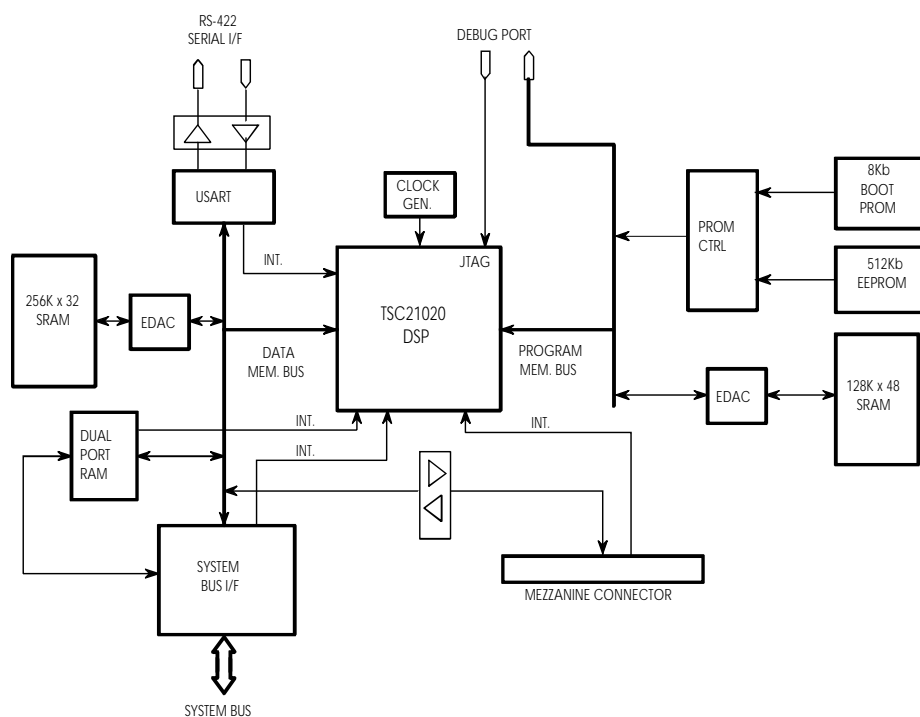 RS-422
SERIAL I/F
DEBUG PORT
8Kb
BOOT
PROM
CLOCK
GEN.
USART
PROM
CTRL
INT.
JTAG
512Kb
EEPROM
256K x 32
SRAM
EDAC
TSC21020
DSP
DATA
MEM. BUS
PROGRAM
MEM. BUS
EDAC
128K x 48
SRAM
DUAL
PORT
RAM
INT.
INT.
INT.
SYSTEM
BUS I/F
MEZZANINE CONNECTOR
SYSTEM BUS